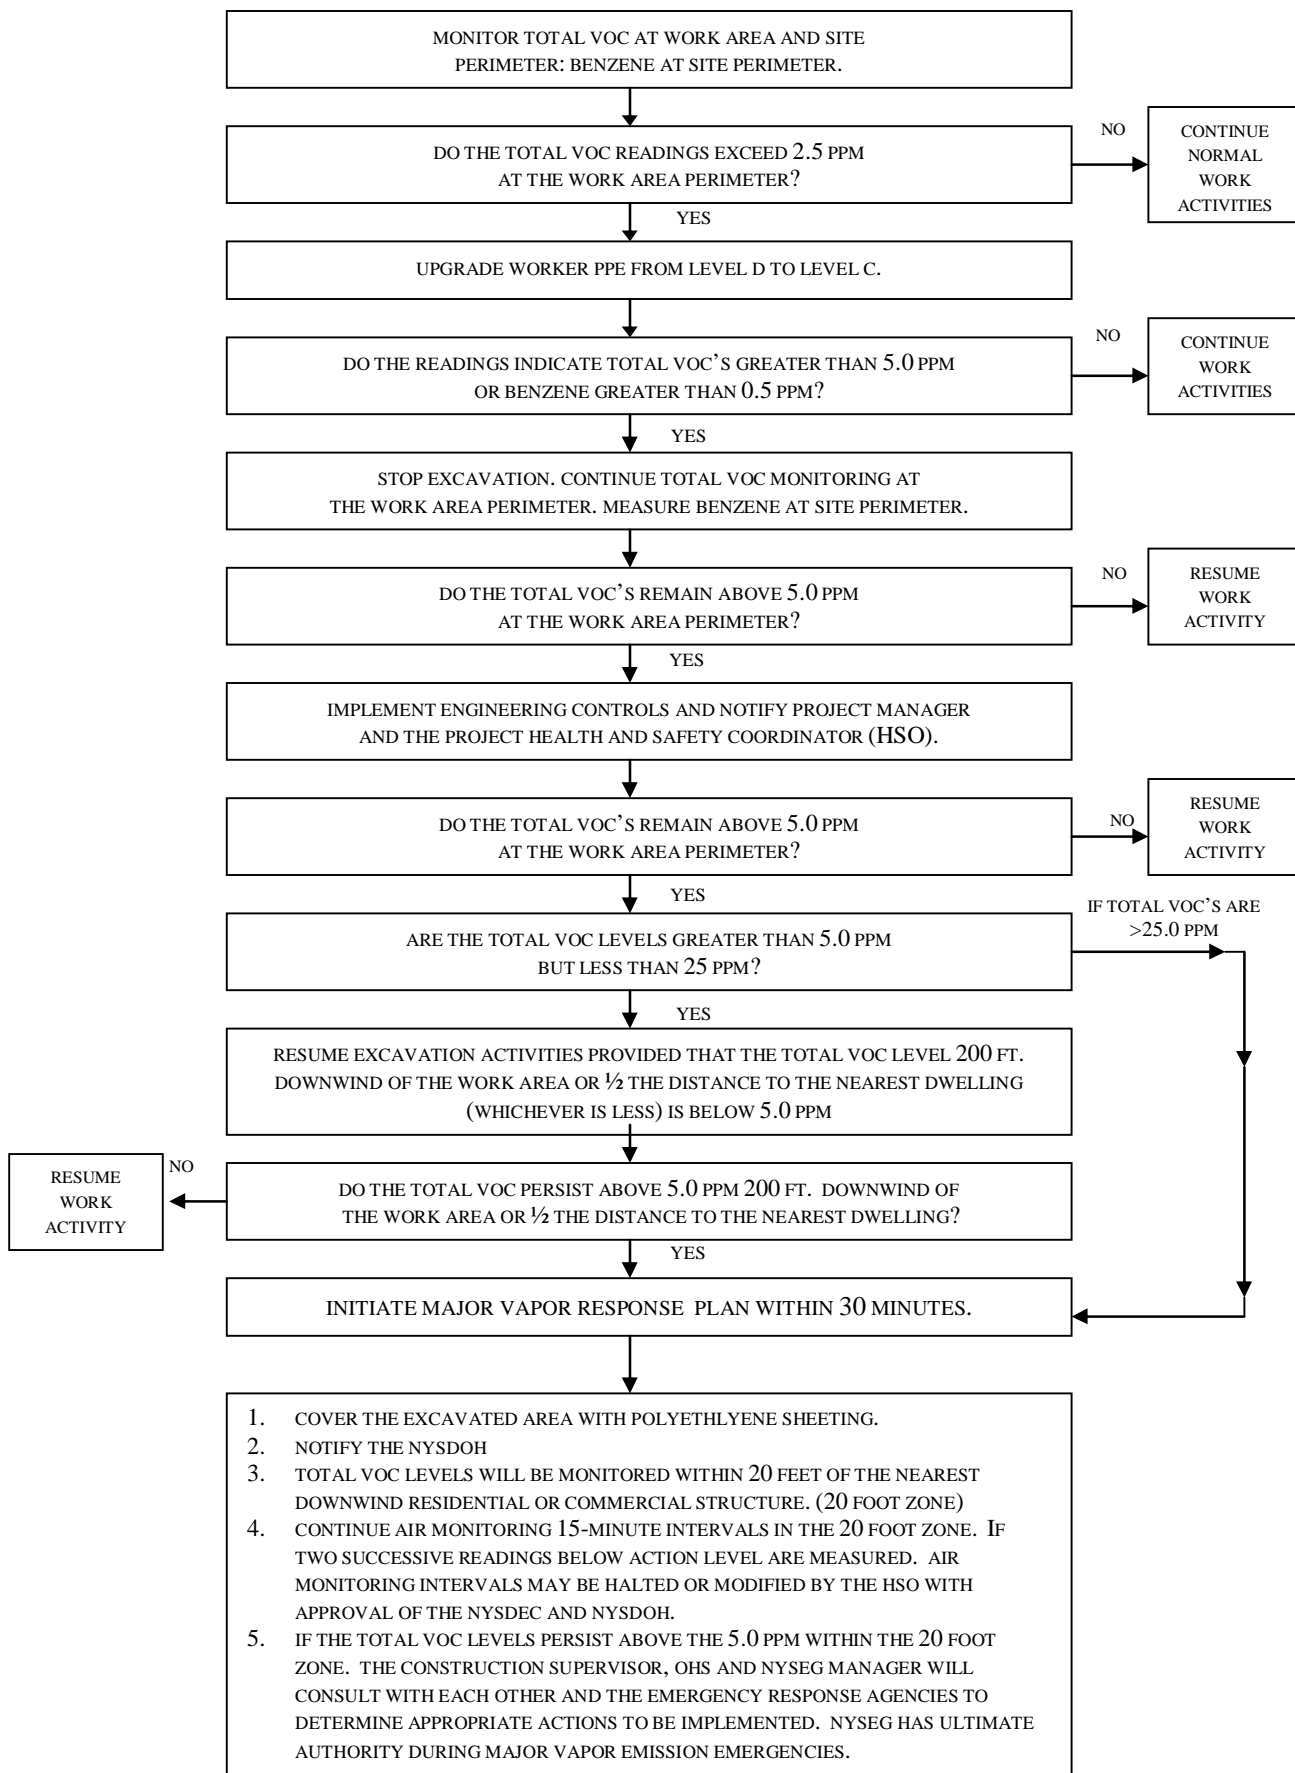 MONITOR TOTAL VOC AT WORK AREA AND SITE
PERIMETER: BENZENE AT SITE PERIMETER.
DO THE TOTAL VOC READINGS EXCEED 2.5 PPM
AT THE WORK AREA PERIMETER?
NO
CONTINUE
NORMAL
WORK
ACTIVITIES
YES
UPGRADE WORKER PPE FROM LEVEL D TO LEVEL C.
DO THE READINGS INDICATE TOTAL VOC'S GREATER THAN 5.0 PPM
OR BENZENE GREATER THAN 0.5 PPM?
NO
CONTINUE
WORK
ACTIVITIES
YES
STOP EXCAVATION. CONTINUE TOTAL VOC MONITORING AT
THE WORK AREA PERIMETER. MEASURE BENZENE AT SITE PERIMETER.
DO THE TOTAL VOC'S REMAIN ABOVE 5.0 PPM
AT THE WORK AREA PERIMETER?
NO
RESUME
WORK
ACTIVITY
YES
IMPLEMENT ENGINEERING CONTROLS AND NOTIFY PROJECT MANAGER
AND THE PROJECT HEALTH AND SAFETY COORDINATOR (HSO).
DO THE TOTAL VOC'S REMAIN ABOVE 5.0 PPM
AT THE WORK AREA PERIMETER?
NO
RESUME
WORK
ACTIVITY
YES
ARE THE TOTAL VOC LEVELS GREATER THAN 5.0 PPM
BUT LESS THAN 25 PPM?
IF TOTAL VOC'S ARE
>25.0 PPM
YES
RESUME EXCAVATION ACTIVITIES PROVIDED THAT THE TOTAL VOC LEVEL 200 FT.
DOWNWIND OF THE WORK AREA OR ½ THE DISTANCE TO THE NEAREST DWELLING
(WHICHEVER IS LESS) IS BELOW 5.0 PPM
DO THE TOTAL VOC PERSIST ABOVE 5.0 PPM 200 FT. DOWNWIND OF
THE WORK AREA OR ½ THE DISTANCE TO THE NEAREST DWELLING?
NO
RESUME
WORK
ACTIVITY
YES
INITIATE MAJOR VAPOR RESPONSE PLAN WITHIN 30 MINUTES.
1. COVER THE EXCAVATED AREA WITH POLYETHLYENE SHEETING.
2. NOTIFY THE NYSDOH
3. TOTAL VOC LEVELS WILL BE MONITORED WITHIN 20 FEET OF THE NEAREST
DOWNWIND RESIDENTIAL OR COMMERCIAL STRUCTURE. (20 FOOT ZONE)
4. CONTINUE AIR MONITORING 15-MINUTE INTERVALS IN THE 20 FOOT ZONE. IF
TWO SUCCESSIVE READINGS BELOW ACTION LEVEL ARE MEASURED. AIR
MONITORING INTERVALS MAY BE HALTED OR MODIFIED BY THE HSO WITH
APPROVAL OF THE NYSDEC AND NYSDOH.
5. IF THE TOTAL VOC LEVELS PERSIST ABOVE THE 5.0 PPM WITHIN THE 20 FOOT
ZONE. THE CONSTRUCTION SUPERVISOR, OHS AND NYSEG MANAGER WILL
CONSULT WITH EACH OTHER AND THE EMERGENCY RESPONSE AGENCIES TO
DETERMINE APPROPRIATE ACTIONS TO BE IMPLEMENTED. NYSEG HAS ULTIMATE
AUTHORITY DURING MAJOR VAPOR EMISSION EMERGENCIES.